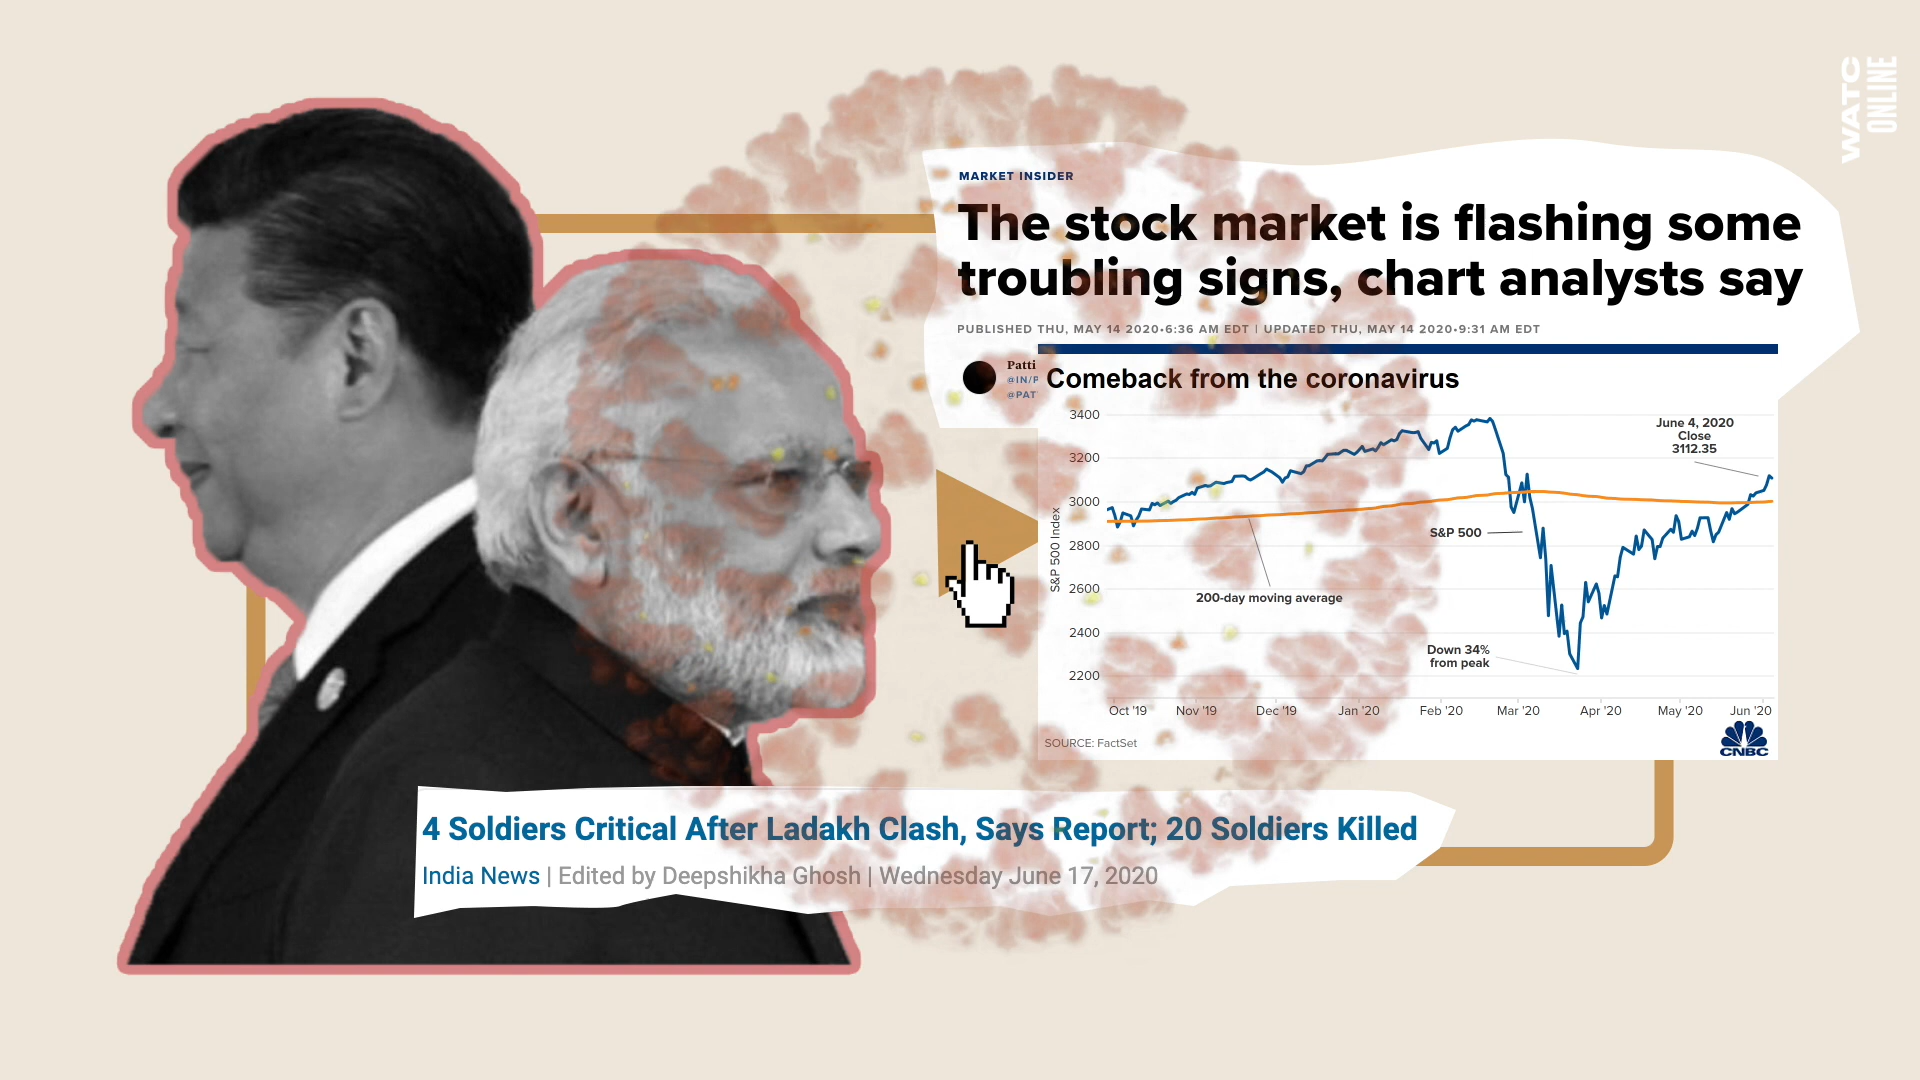 WATC
ONLINE
MARKET INSIDER
The stock market is flashing some
troubling signs, chart analysts say
PUBLISHED THU, MAY 14 2020•6:36 AM EDT | UPDATED THU, MAY 14 2020•9:31 AM EDT
Patti
@IN/P
@PAT
Comeback from the coronavirus
3400
3200
3000
2800
2600
2400
2200
S&P 500 Index
June 4, 2020
Close
3112.35
S&P 500
200-day moving average
Down 34%
from peak
Oct '19 Nov '19 Dec '19 Jan '20 Feb '20 Mar '20 Apr '20 May '20 Jun '20
SOURCE: FactSet
CNBC
4 Soldiers Critical After Ladakh Clash, Says Report; 20 Soldiers Killed
India News | Edited by Deepshikha Ghosh | Wednesday June 17, 2020